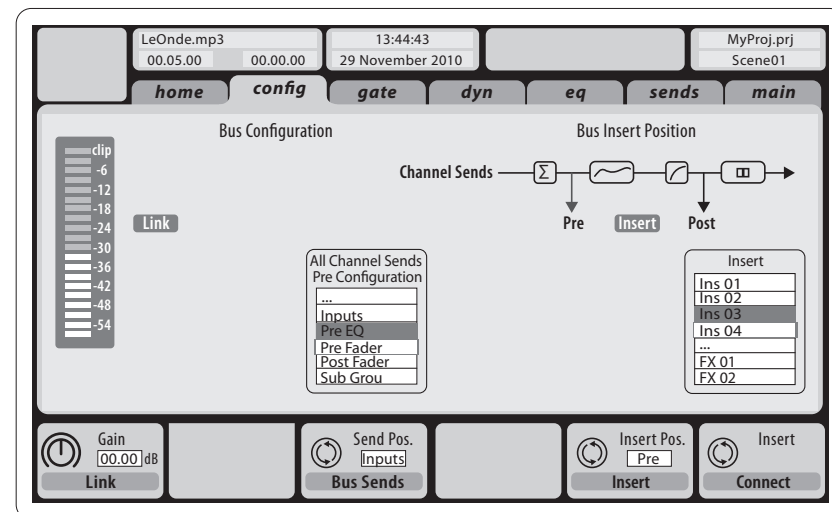 LeOnde.mp3
00.05.00 00.00.00
13:44:43
29 November 2010
MyProj.prj
Scene01
home config gate dyn eq sends main
Bus Configuration
Bus Insert Position
clip
-6
-12
-18
-24
-30
-36
-42
-48
-54
Link
Channel Sends
Σ
Pre Insert Post
All Channel Sends
Pre Configuration
...
Inputs
Pre EQ
Pre Fader
Post Fader
Sub Grou
Insert
Ins 01
Ins 02
Ins 03
Ins 04
...
FX 01
FX 02
Gain
00.00 dB
Link
Send Pos.
Inputs
Bus Sends
Insert Pos.
Pre
Insert
Insert
Connect